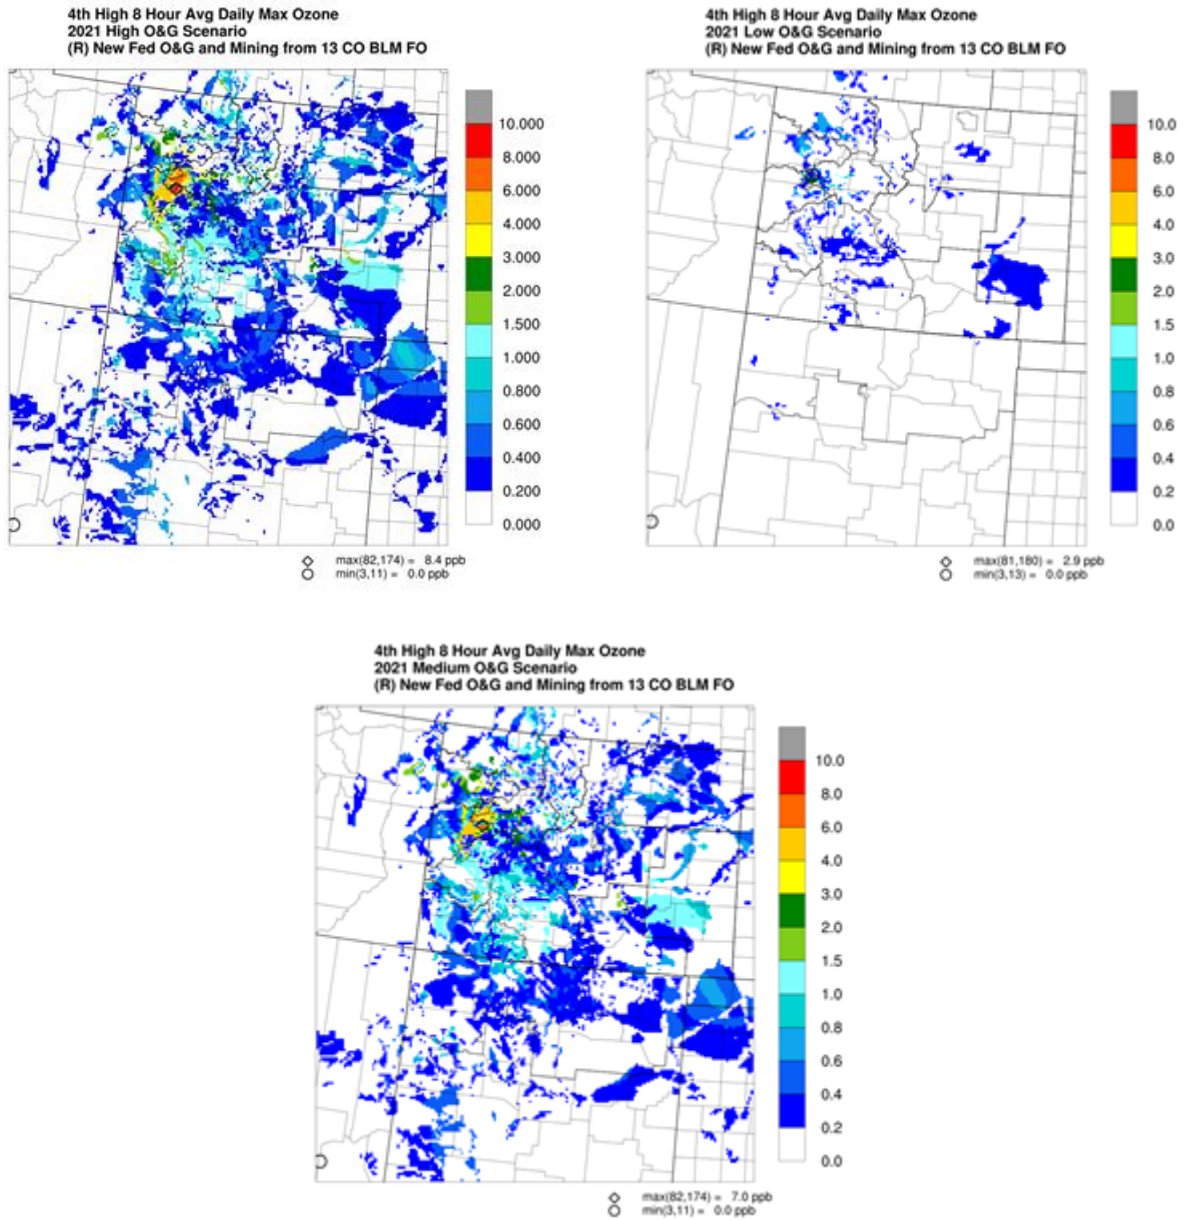 4th High 8 Hour Avg Daily Max Ozone
2021 High O&G Scenario
(R) New Fed O&G and Mining from 13 CO BLM FO
10.000
8.000
6.000
4.000
3.000
2.000
1.500
1.000
0.800
0.600
0.400
0.200
0.000
max(82,174) = 8.4 ppb
min(3,11) = 0.0 ppb
4th High 8 Hour Avg Daily Max Ozone
2021 Low O&G Scenario
(R) New Fed O&G and Mining from 13 CO BLM FO
10.0
8.0
6.0
4.0
3.0
2.0
1.5
1.0
0.8
0.6
0.4
0.2
0.0
max(81,180) = 2.9 ppb
min(3,13) = 0.0 ppb
4th High 8 Hour Avg Daily Max Ozone
2021 Medium O&G Scenario
(R) New Fed O&G and Mining from 13 CO BLM FO
10.0
8.0
6.0
4.0
3.0
2.0
1.5
1.0
0.8
0.6
0.4
0.2
0.0
max(82,174) = 7.0 ppb
min(3,11) = 0.0 ppb